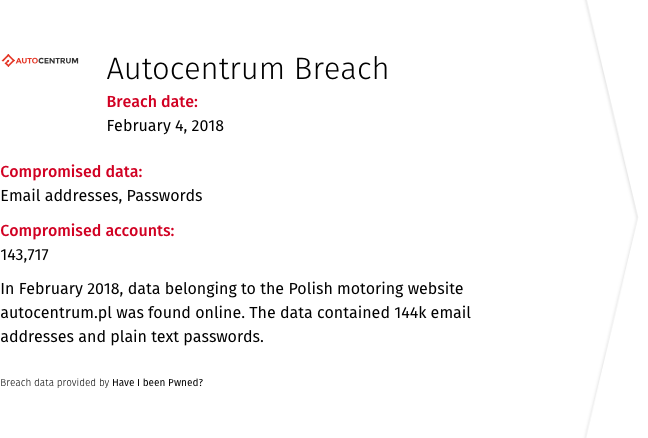 AUTOCENTRUM
Autocentrum Breach
Breach date:
February 4, 2018
Compromised data:
Email addresses, Passwords
Compromised accounts:
143,717
In February 2018, data belonging to the Polish motoring website
autocentrum.pl was found online. The data contained 144k email
addresses and plain text passwords.
Breach data provided by Have I been Pwned?